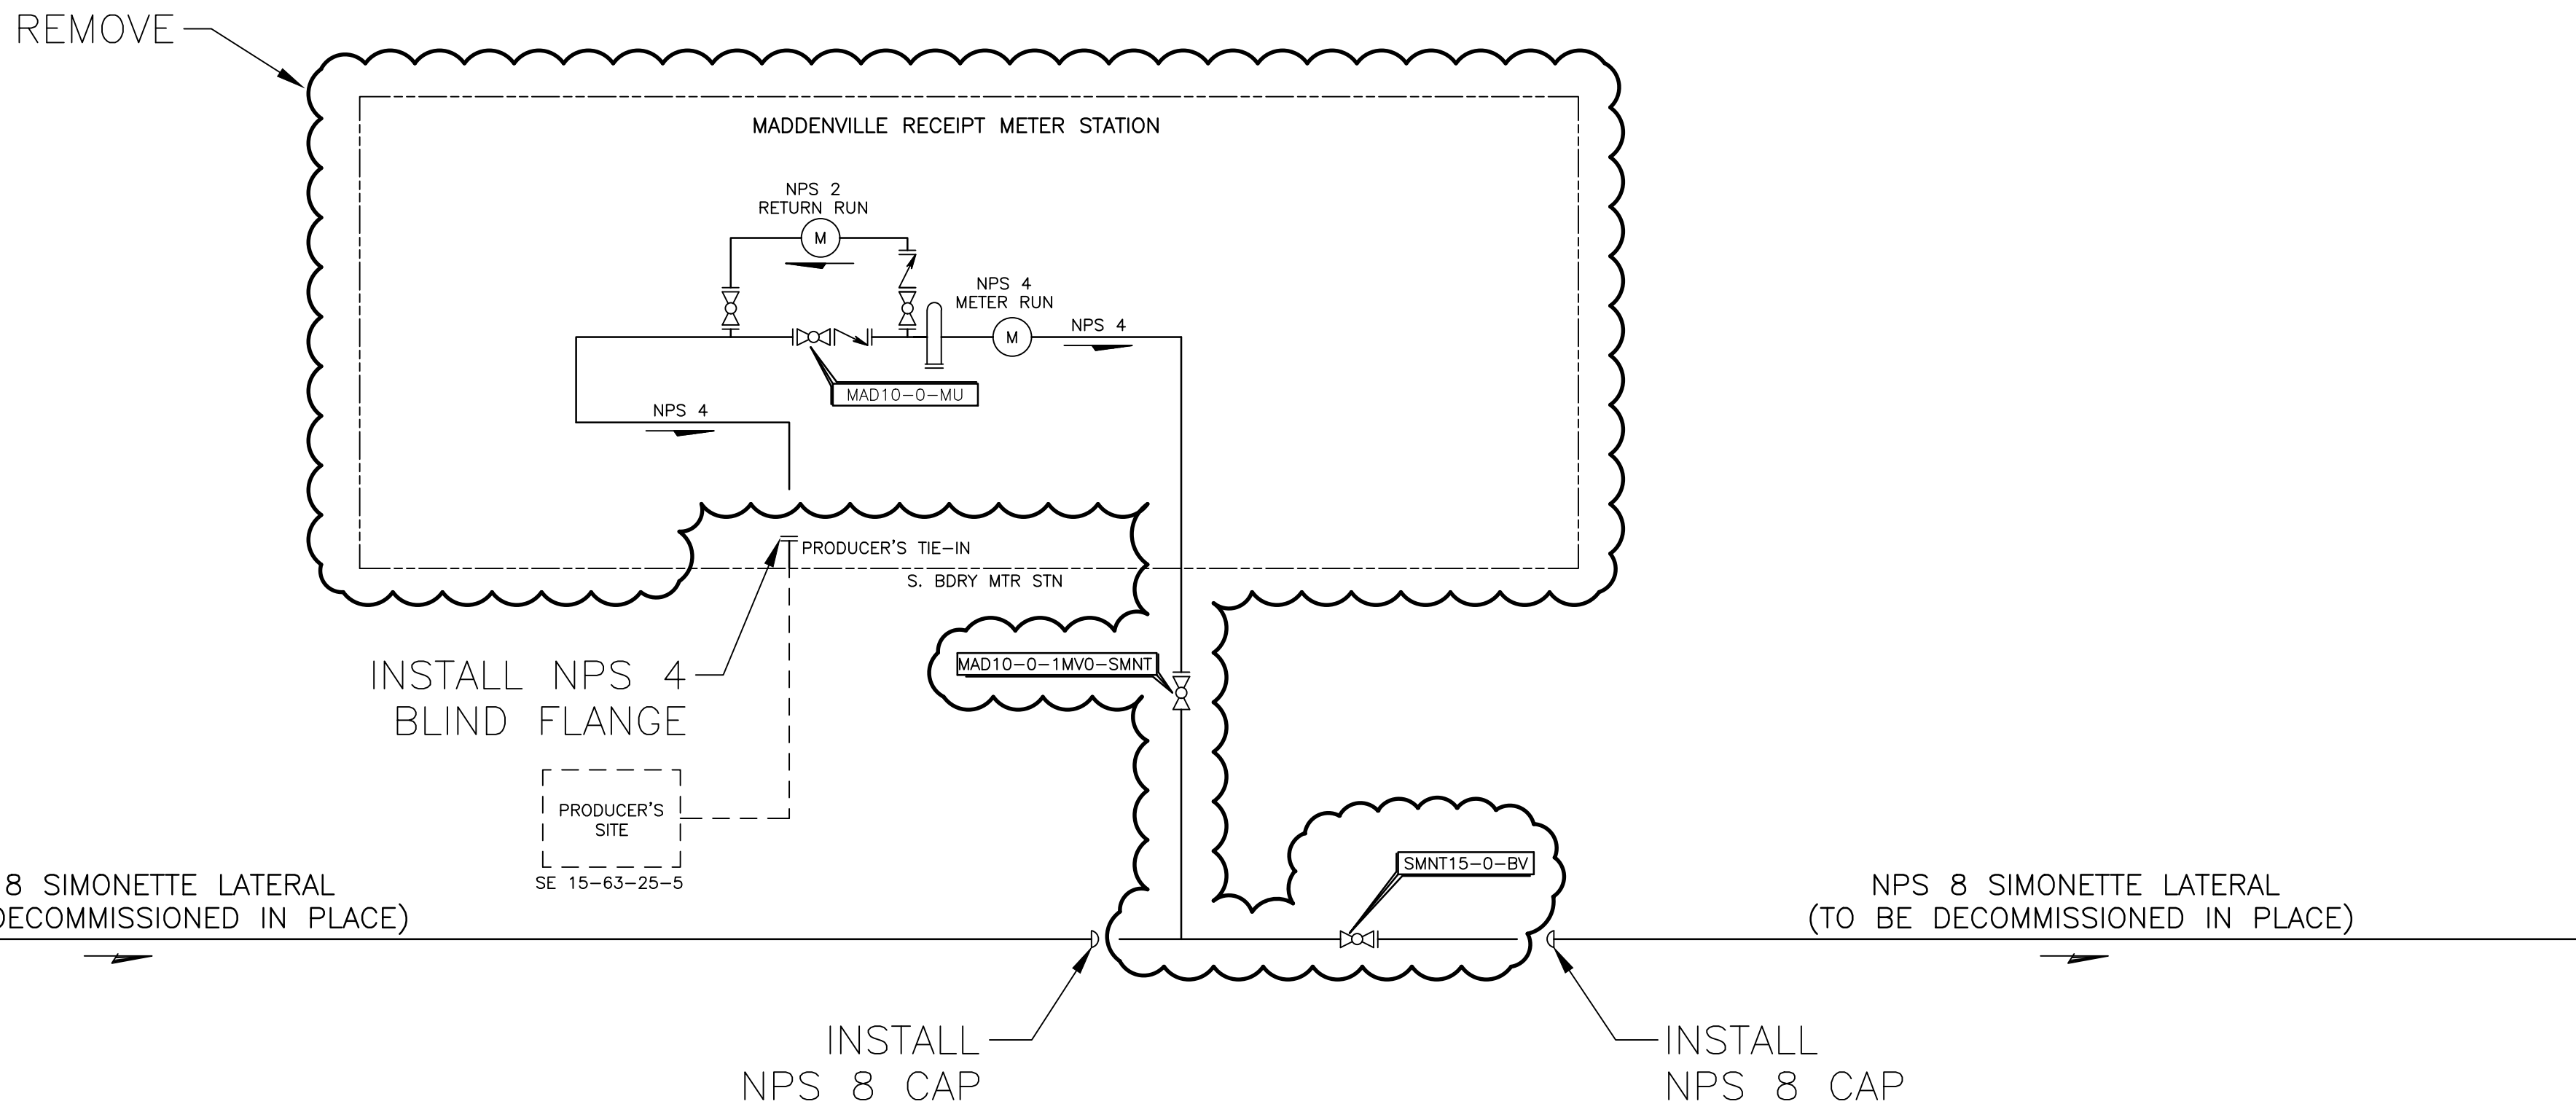 REMOVE
MADDENVILLE RECEIPT METER STATION
NPS 2
RETURN RUN
M
NPS 4
METER RUN
M
NPS 4
MAD10-0-MU
NPS 4
PRODUCER'S TIE-IN
S. BDRY MTR STN
INSTALL NPS 4
BLIND FLANGE
MAD10-0-1MV0-SMNT
PRODUCER'S
SITE
SE 15-63-25-5
8 SIMONETTE LATERAL
DECOMMISSIONED IN PLACE)
SMNT15-0-BV
NPS 8 SIMONETTE LATERAL
(TO BE DECOMMISSIONED IN PLACE)
INSTALL
NPS 8 CAP
INSTALL
NPS 8 CAP